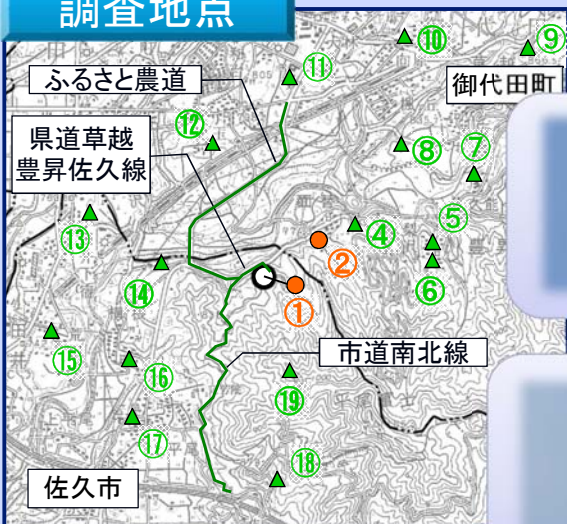 調査地点
⑩
⑨
⑪
ふるさと農道
御代田町
⑫
県道草越
豊昇佐久線
⑧
⑦
⑬
④
⑤
②
⑥
⑭
①
⑮
市道南北線
⑯
⑲
⑰
⑱
佐久市